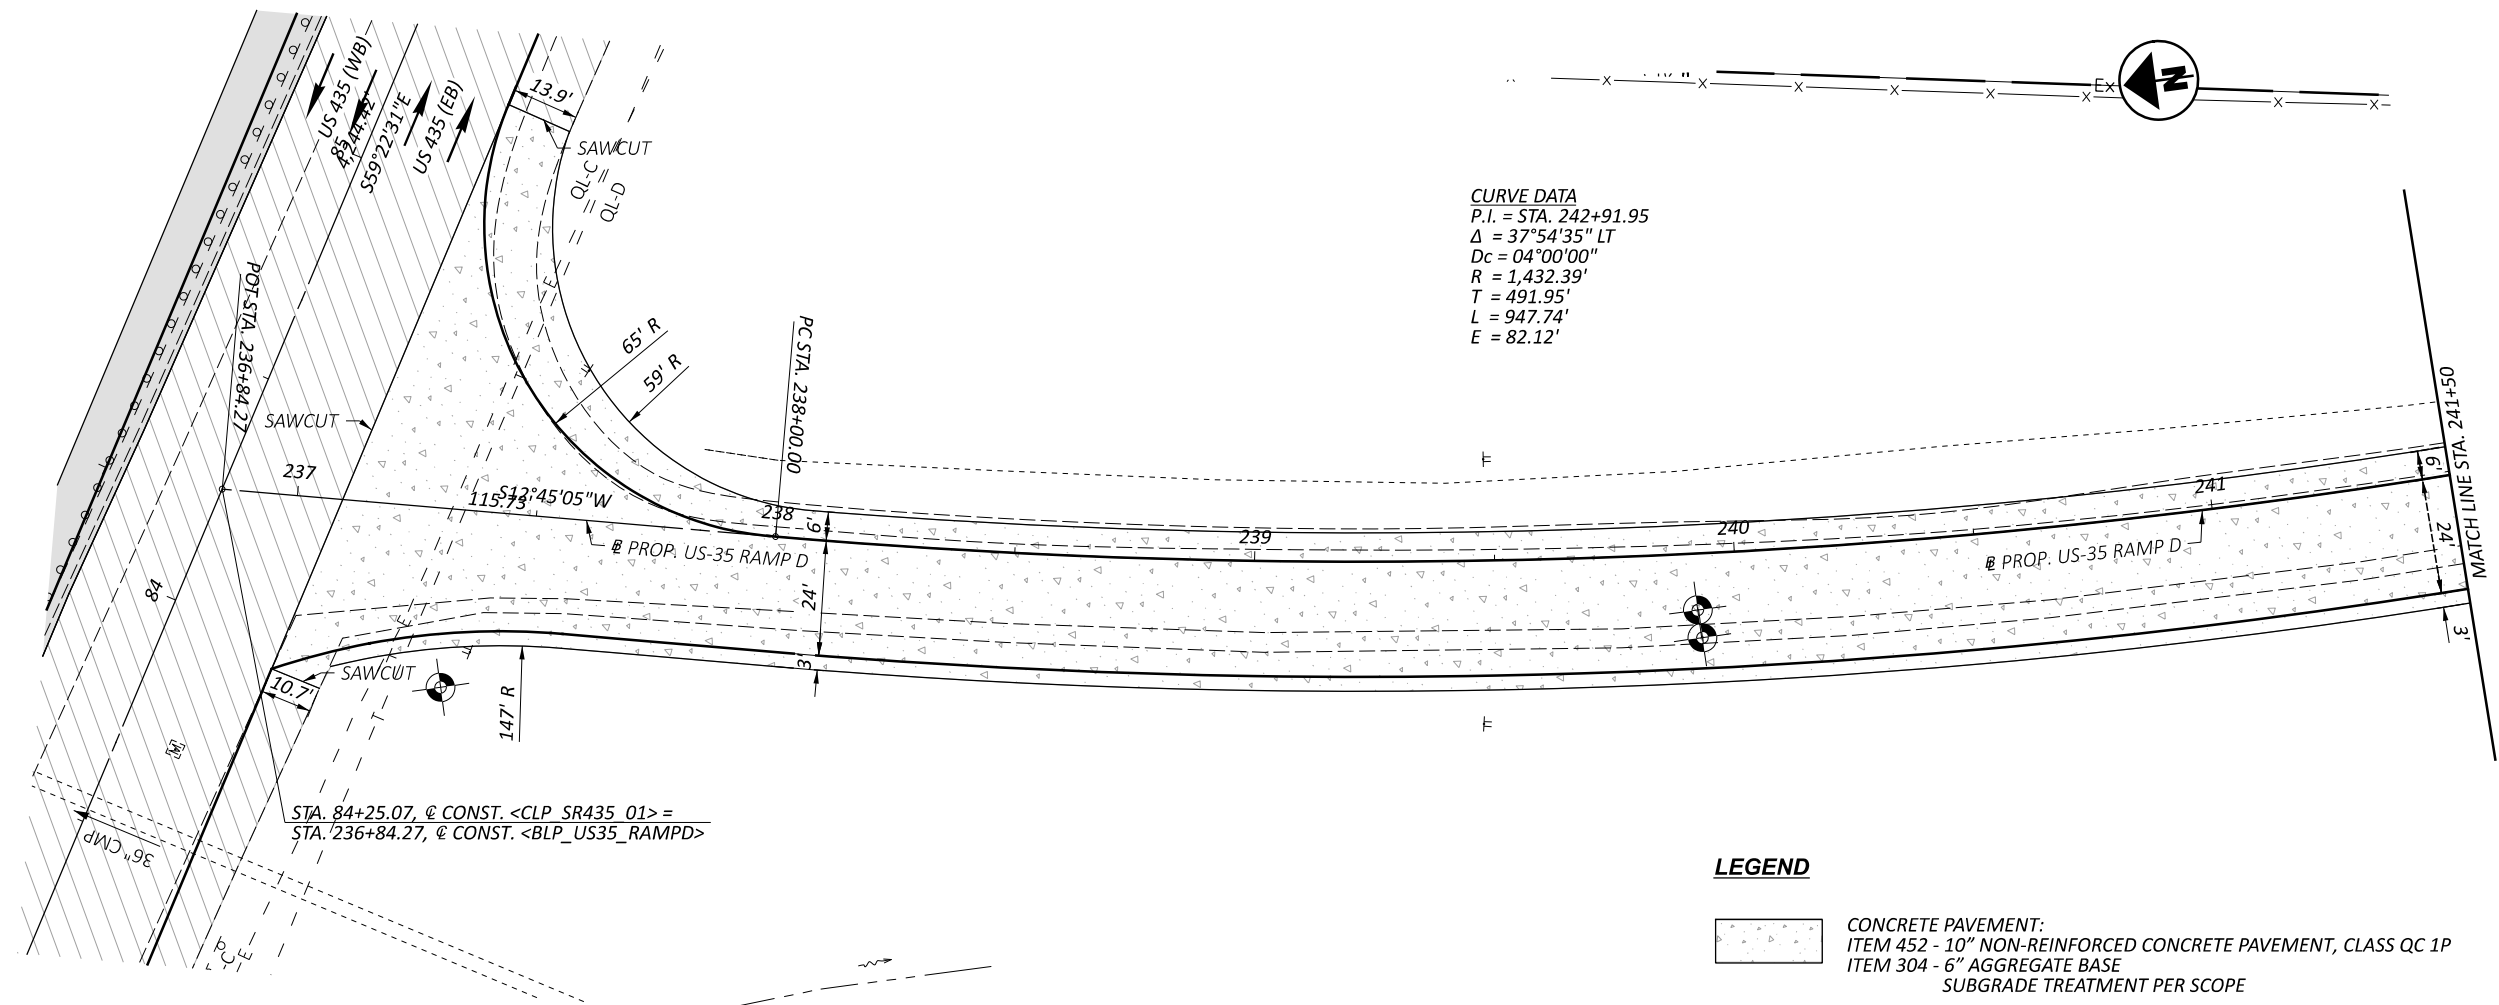 US 435 (WB)
85
4,244.42'
S59°22'31"E
US 435 (EB)
13.9'
SAWCUT
QL-C
QL-D
Ex
N
CURVE DATA
P.I. = STA. 242+91.95
Δ = 37°54'35" LT
Dc = 04°00'00"
R = 1,432.39'
T = 491.95'
L = 947.74'
E = 82.12'
POT STA. 236+84.27
65' R
59' R
PC STA. 238+00.00
SAWCUT
MATCH LINE STA. 241+50
237
S12°45'05"W
115.73'
238
6'
239
240
241
6'
24'
3'
℄ PROP. US-35 RAMP D
℄ PROP. US-35 RAMP D
84
24'
3'
SAWCUT
10.7'
147' R
STA. 84+25.07, ℄ CONST. <CLP_SR435_01> =
STA. 236+84.27, ℄ CONST. <BLP_US35_RAMPD>
36" CMP
LEGEND
CONCRETE PAVEMENT:
ITEM 452 - 10” NON-REINFORCED CONCRETE PAVEMENT, CLASS QC 1P
ITEM 304 - 6” AGGREGATE BASE
SUBGRADE TREATMENT PER SCOPE